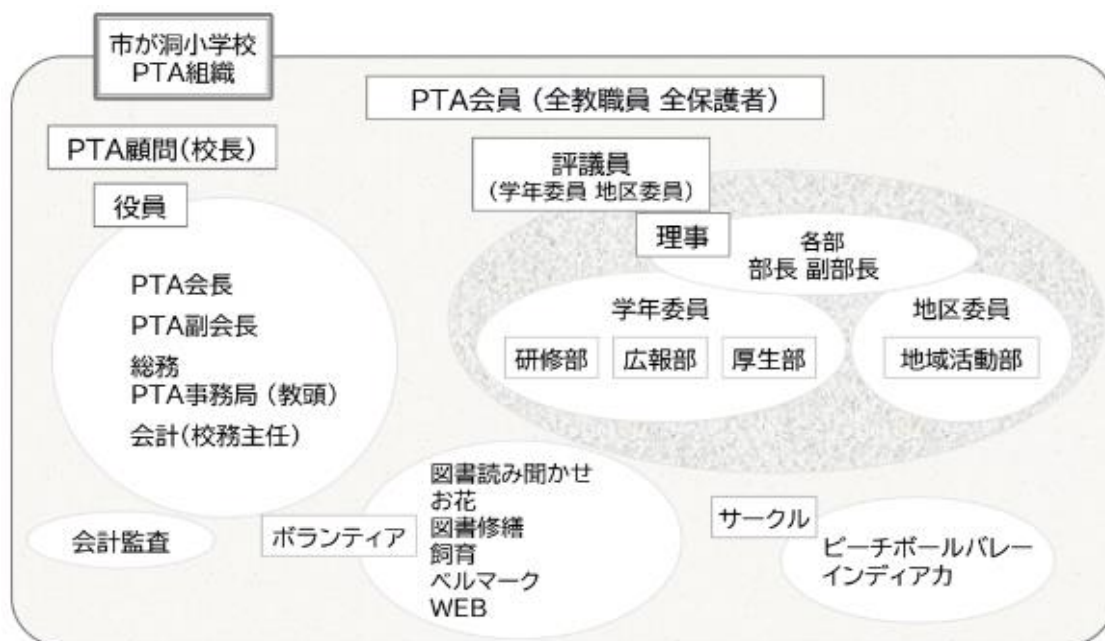 市が洞小学校
PTA組織
PTA会員（全教職員 全保護者）
PTA顧問(校長)
評議員
(学年委員 地区委員)
役員
理事
各部
部長 副部長
PTA会長
PTA副会長
総務
PTA事務局（教頭）
会計(校務主任)
学年委員
研修部
広報部
厚生部
地区委員
地域活動部
会計監査
ボランティア
図書読み聞かせ
お花
図書修繕
飼育
ベルマーク
WEB
サークル
ビーチボールバレー
インディアカ